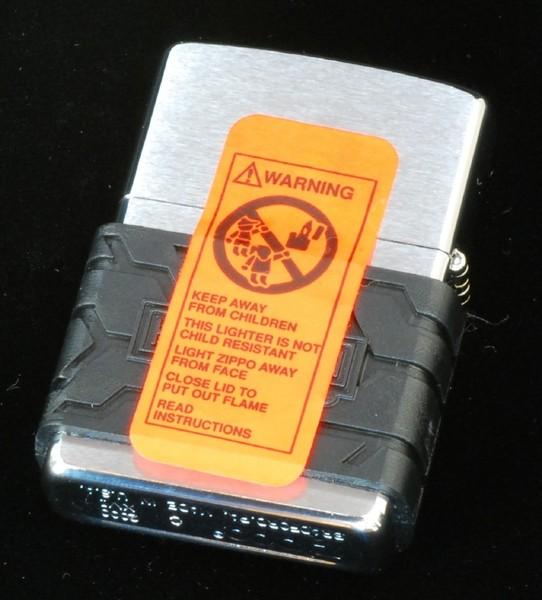 WARNING
KEEP AWAY
FROM CHILDREN
THIS LIGHTER IS NOT
CHILD RESISTANT
LIGHT ZIPPO AWAY
FROM FACE
CLOSE LID TO
PUT OUT FLAME
READ
INSTRUCTIONS